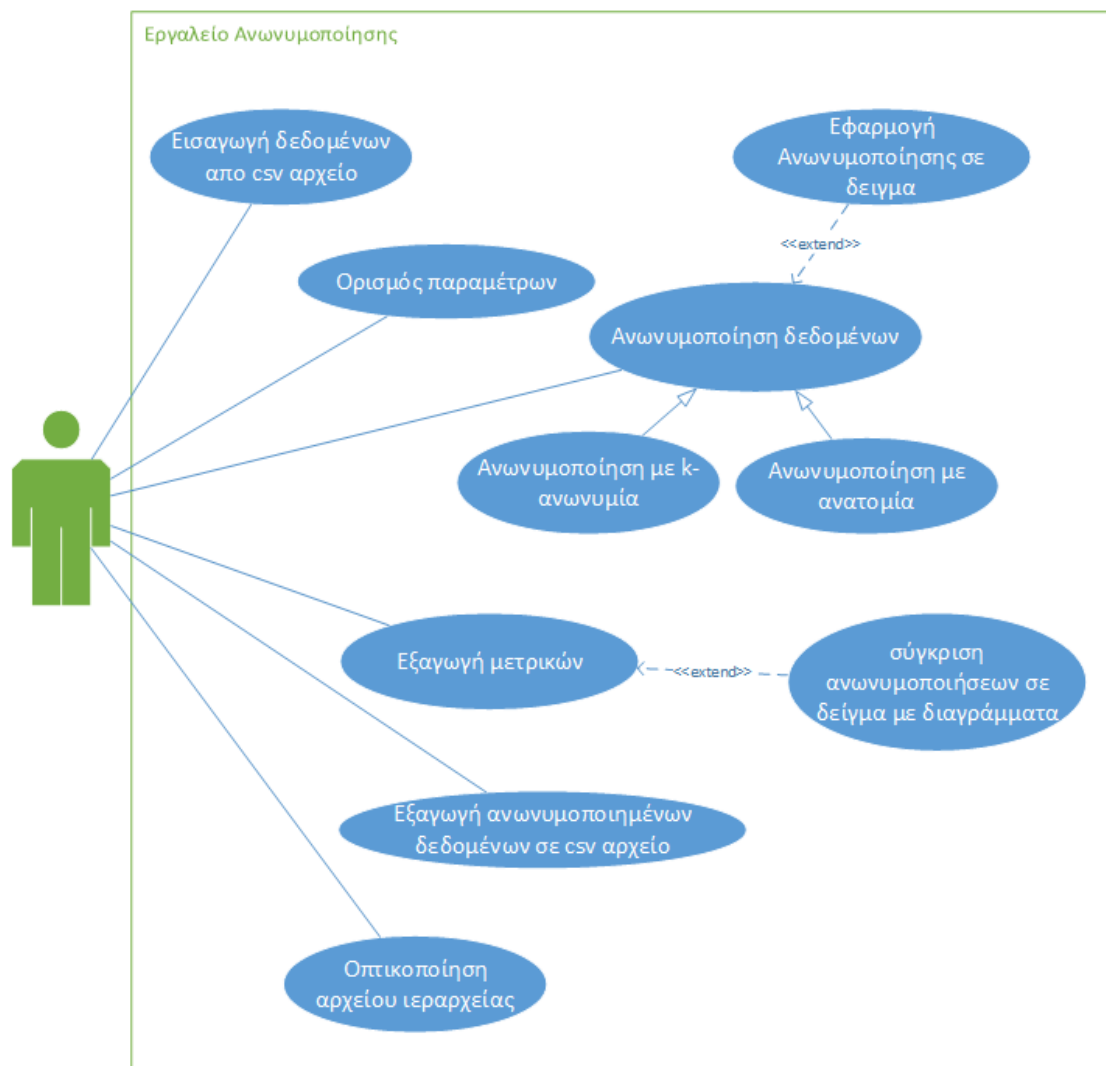 Εργαλείο Ανωνυμοποίησης
Εισαγωγή δεδομένων
απο csv αρχείο
Εφαρμογή
Ανωνυμοποίησης σε
δειγμα
<<extend>>
Ορισμός παραμέτρων
Ανωνυμοποίηση δεδομένων
Ανωνυμοποίηση με k-
ανωνυμία
Ανωνυμοποίηση με
ανατομία
Εξαγωγή μετρικών
<<extend>>
σύγκριση
ανωνυμοποιήσεων σε
δείγμα με διαγράμματα
Εξαγωγή ανωνυμοποιημένων
δεδομένων σε csv αρχείο
Οπτικοποίηση
αρχείου ιεραρχείας